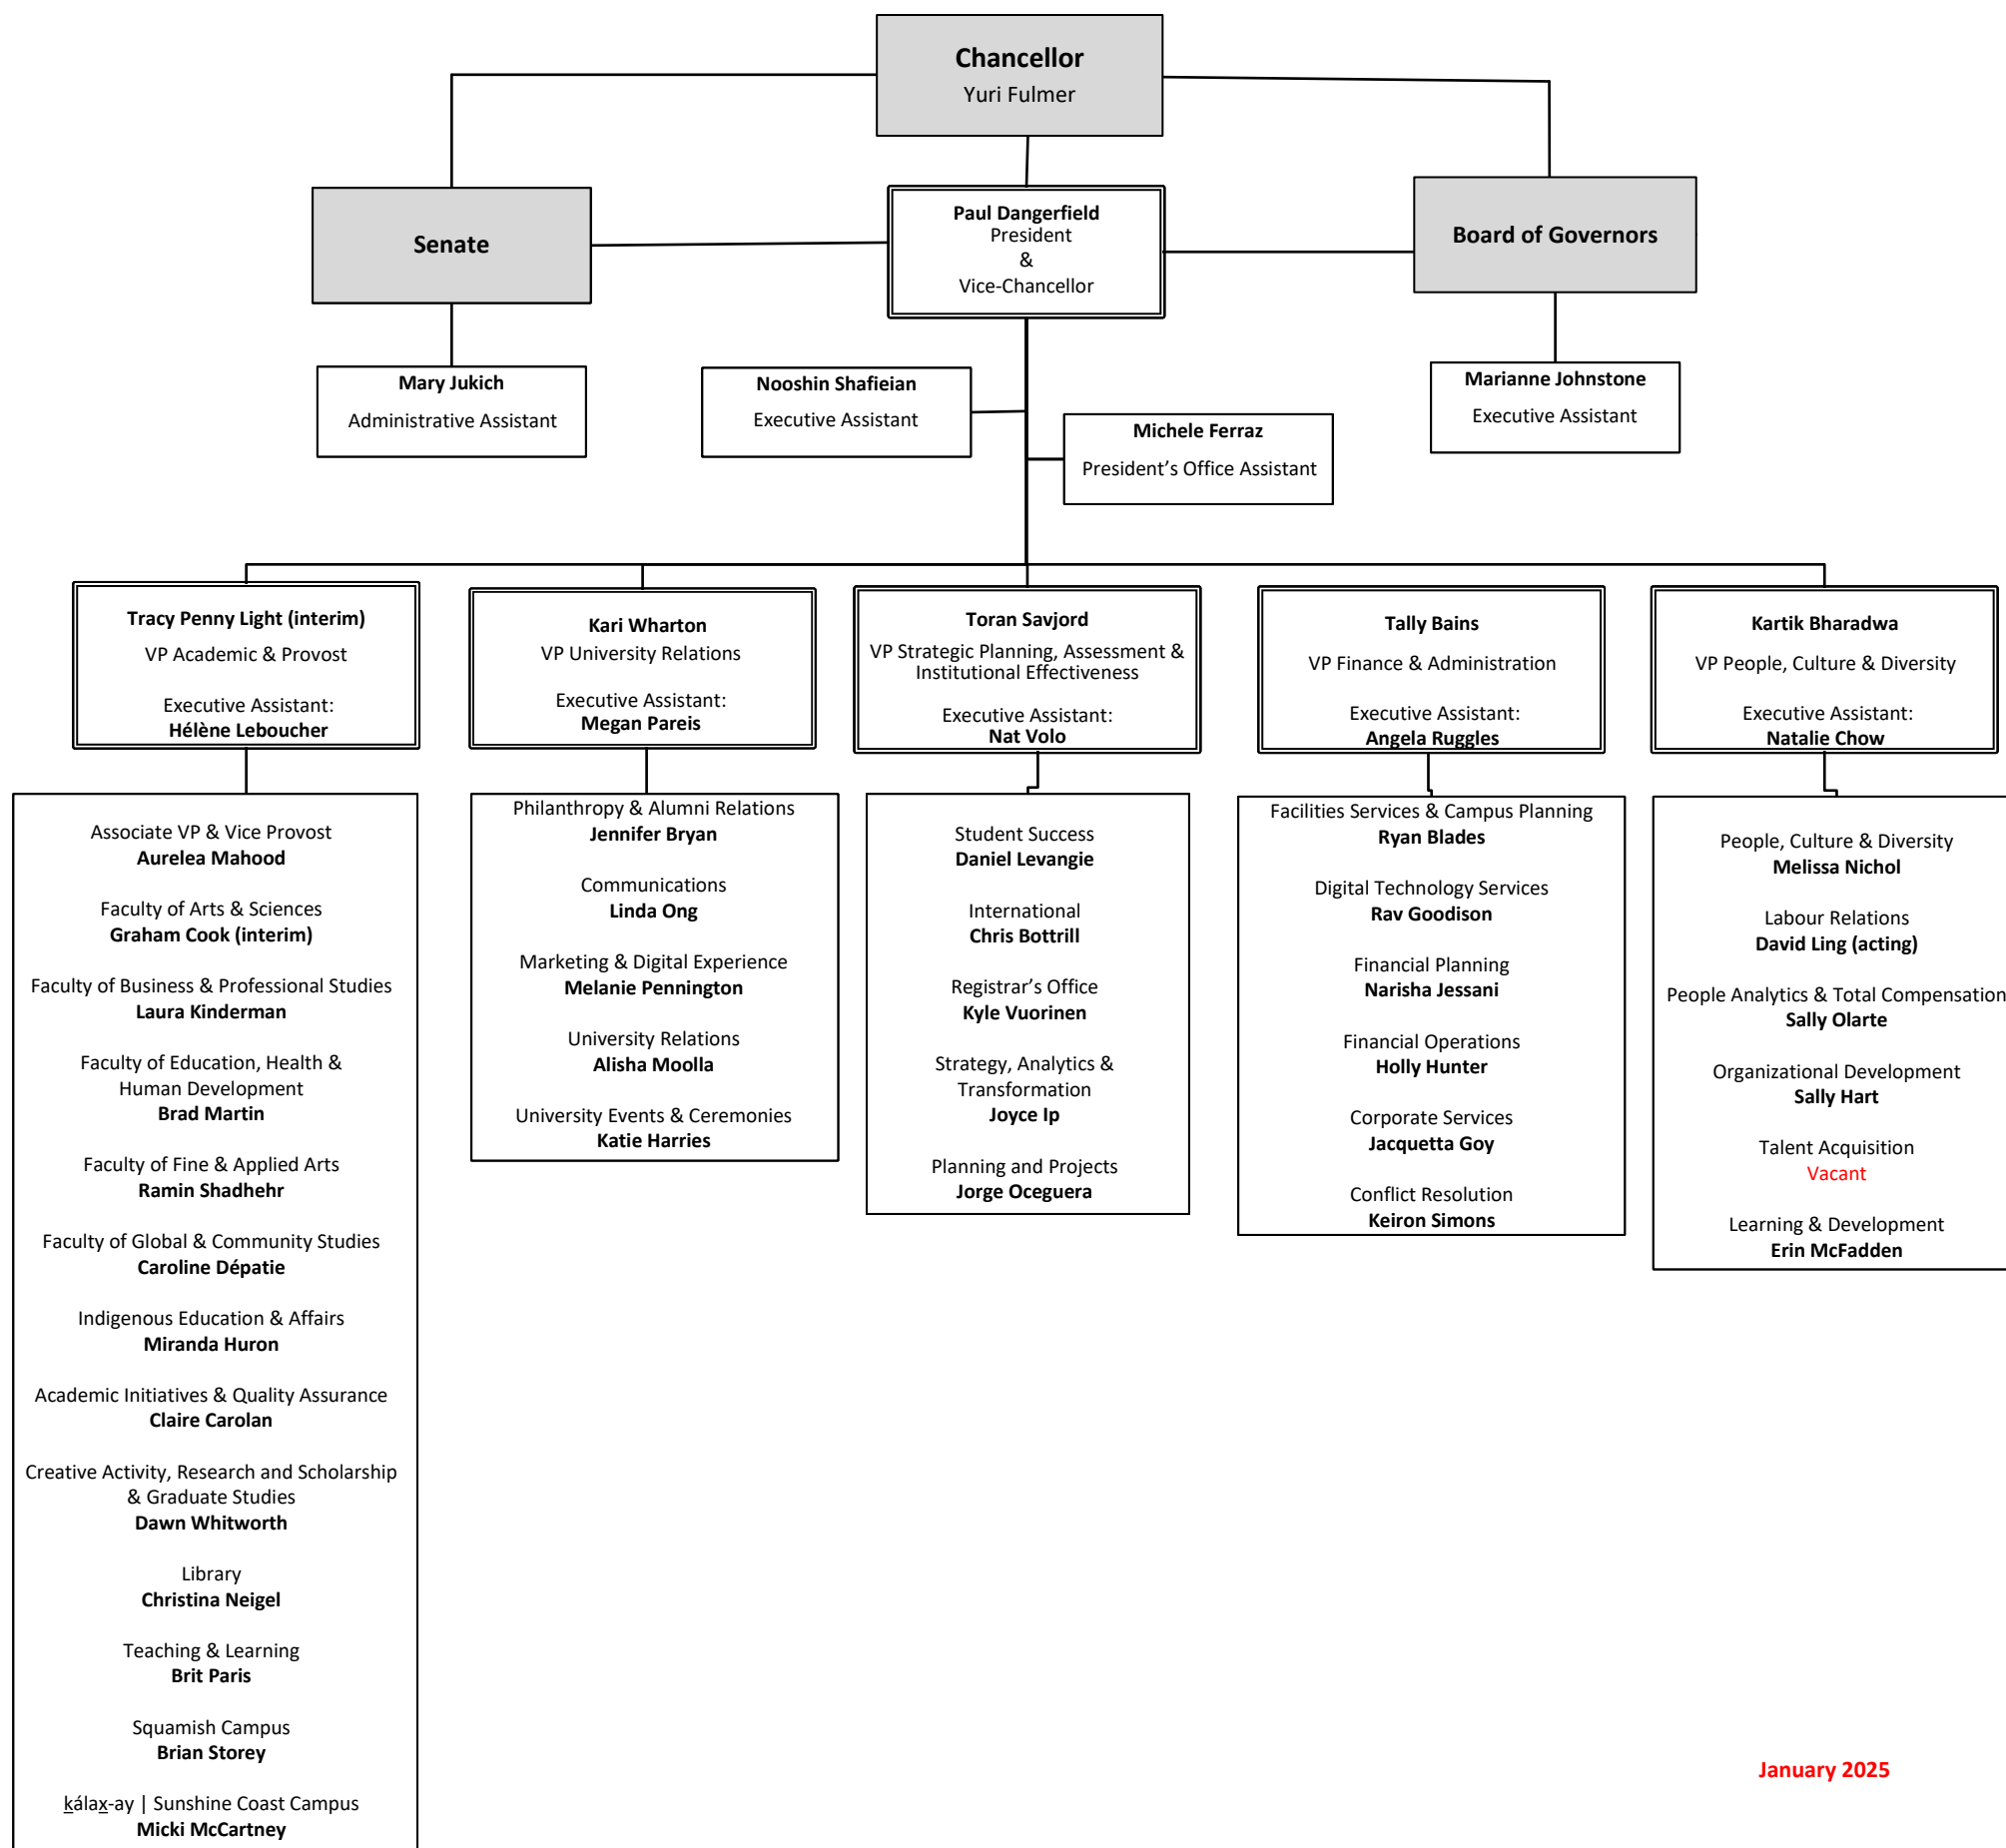 Chancellor
Yuri Fulmer
Senate
Paul Dangerfield
President
&
Vice-Chancellor
Board of Governors
Mary Jukich
Administrative Assistant
Nooshin Shafieian
Executive Assistant
Michele Ferraz
President's Office Assistant
Marianne Johnstone
Executive Assistant
Tracy Penny Light (interim)
VP Academic & Provost
Executive Assistant:
Hélène Leboucher
Kari Wharton
VP University Relations
Executive Assistant:
Megan Pareis
Toran Savjord
VP Strategic Planning, Assessment &
Institutional Effectiveness
Executive Assistant:
Nat Volo
Tally Bains
VP Finance & Administration
Executive Assistant:
Angela Ruggles
Kartik Bharadwa
VP People, Culture & Diversity
Executive Assistant:
Natalie Chow
Associate VP & Vice Provost
Aurelea Mahood
Faculty of Arts & Sciences
Graham Cook (interim)
Faculty of Business & Professional Studies
Laura Kinderman
Faculty of Education, Health &
Human Development
Brad Martin
Faculty of Fine & Applied Arts
Ramin Shadhehr
Faculty of Global & Community Studies
Caroline Dépatie
Indigenous Education & Affairs
Miranda Huron
Academic Initiatives & Quality Assurance
Claire Carolan
Creative Activity, Research and Scholarship
& Graduate Studies
Dawn Whitworth
Library
Christina Neigel
Teaching & Learning
Brit Paris
Squamish Campus
Brian Storey
ḵálax̱-ay | Sunshine Coast Campus
Micki McCartney
Philanthropy & Alumni Relations
Jennifer Bryan
Communications
Linda Ong
Marketing & Digital Experience
Melanie Pennington
University Relations
Alisha Moolla
University Events & Ceremonies
Katie Harries
Student Success
Daniel Levangie
International
Chris Bottrill
Registrar's Office
Kyle Vuorinen
Strategy, Analytics &
Transformation
Joyce Ip
Planning and Projects
Jorge Oceguera
Facilities Services & Campus Planning
Ryan Blades
Digital Technology Services
Rav Goodison
Financial Planning
Narisha Jessani
Financial Operations
Holly Hunter
Corporate Services
Jacquetta Goy
Conflict Resolution
Keiron Simons
People, Culture & Diversity
Melissa Nichol
Labour Relations
David Ling (acting)
People Analytics & Total Compensation
Sally Olarte
Organizational Development
Sally Hart
Talent Acquisition
Vacant
Learning & Development
Erin McFadden
January 2025